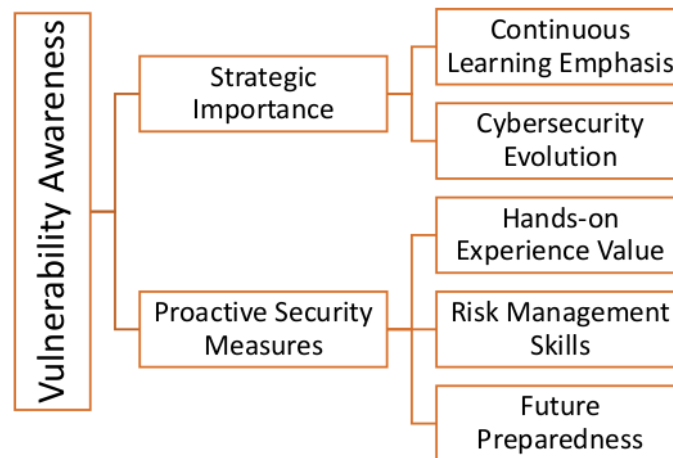 Vulnerability Awareness
Strategic
Importance
Continuous
Learning Emphasis
Cybersecurity
Evolution
Proactive Security
Measures
Hands-on
Experience Value
Risk Management
Skills
Future
Preparedness